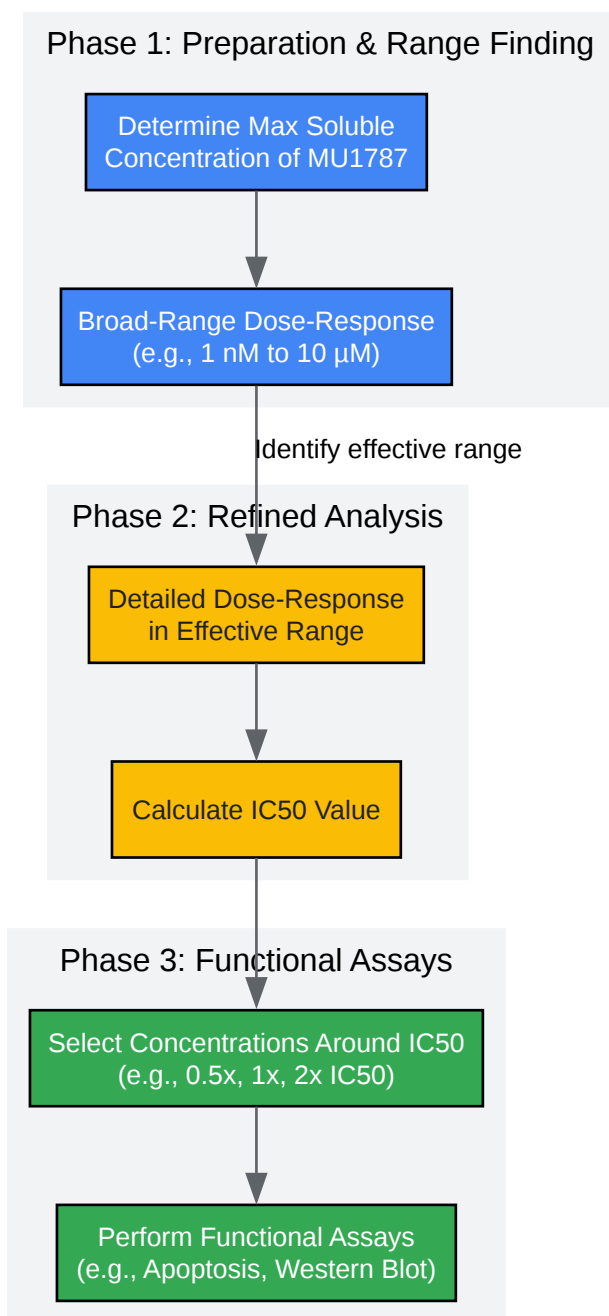 Phase 1: Preparation & Range Finding
Determine Max Soluble
Concentration of MU1787
Broad-Range Dose-Response
(e.g., 1 nM to 10 µM)
Identify effective range
Phase 2: Refined Analysis
Detailed Dose-Response
in Effective Range
Calculate IC50 Value
Phase 3: Functional Assays
Select Concentrations Around IC50
(e.g., 0.5x, 1x, 2x IC50)
Perform Functional Assays
(e.g., Apoptosis, Western Blot)